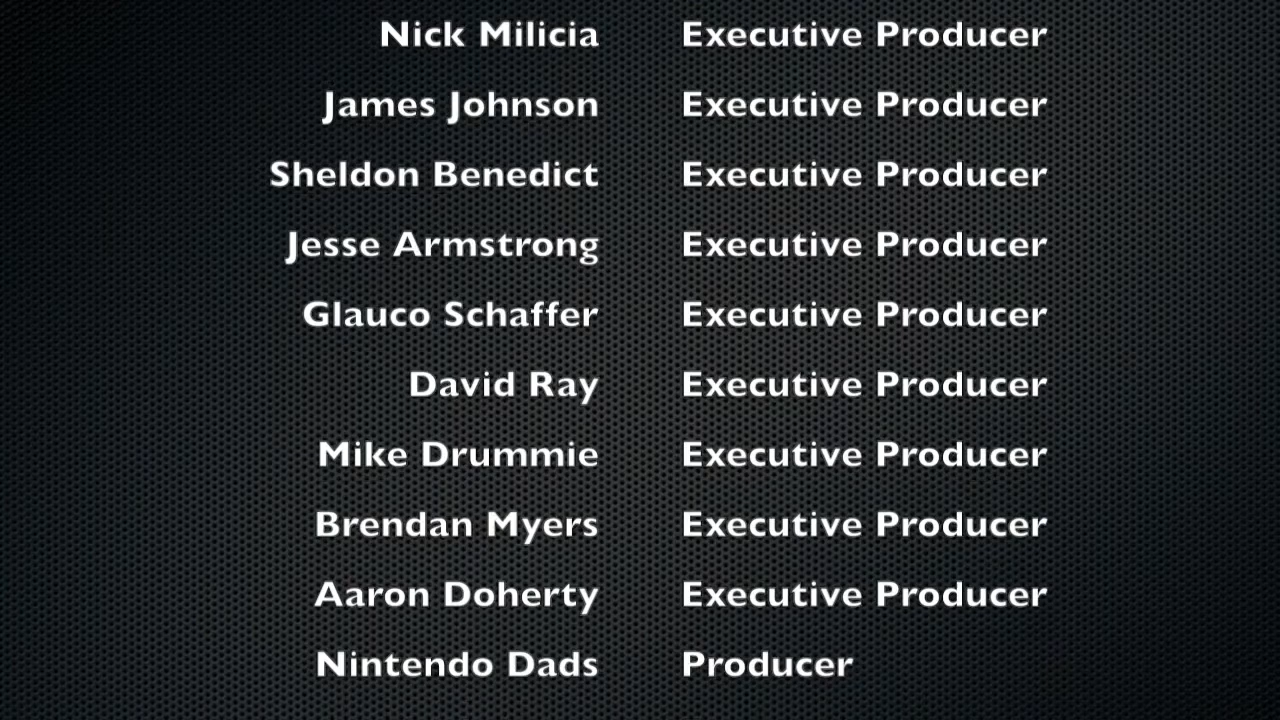 Nick Milicia Executive Producer
James Johnson Executive Producer
Sheldon Benedict Executive Producer
Jesse Armstrong Executive Producer
Glauco Schaffer Executive Producer
David Ray Executive Producer
Mike Drummie Executive Producer
Brendan Myers Executive Producer
Aaron Doherty Executive Producer
Nintendo Dads Producer